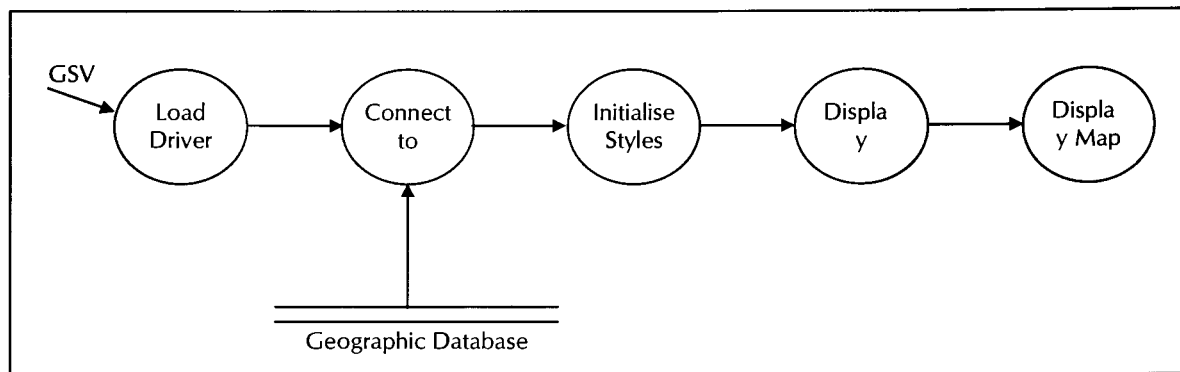 GSV
Load
Driver
Connect
to
Initialise
Styles
Displa
y
Displa
y Map
Geographic Database